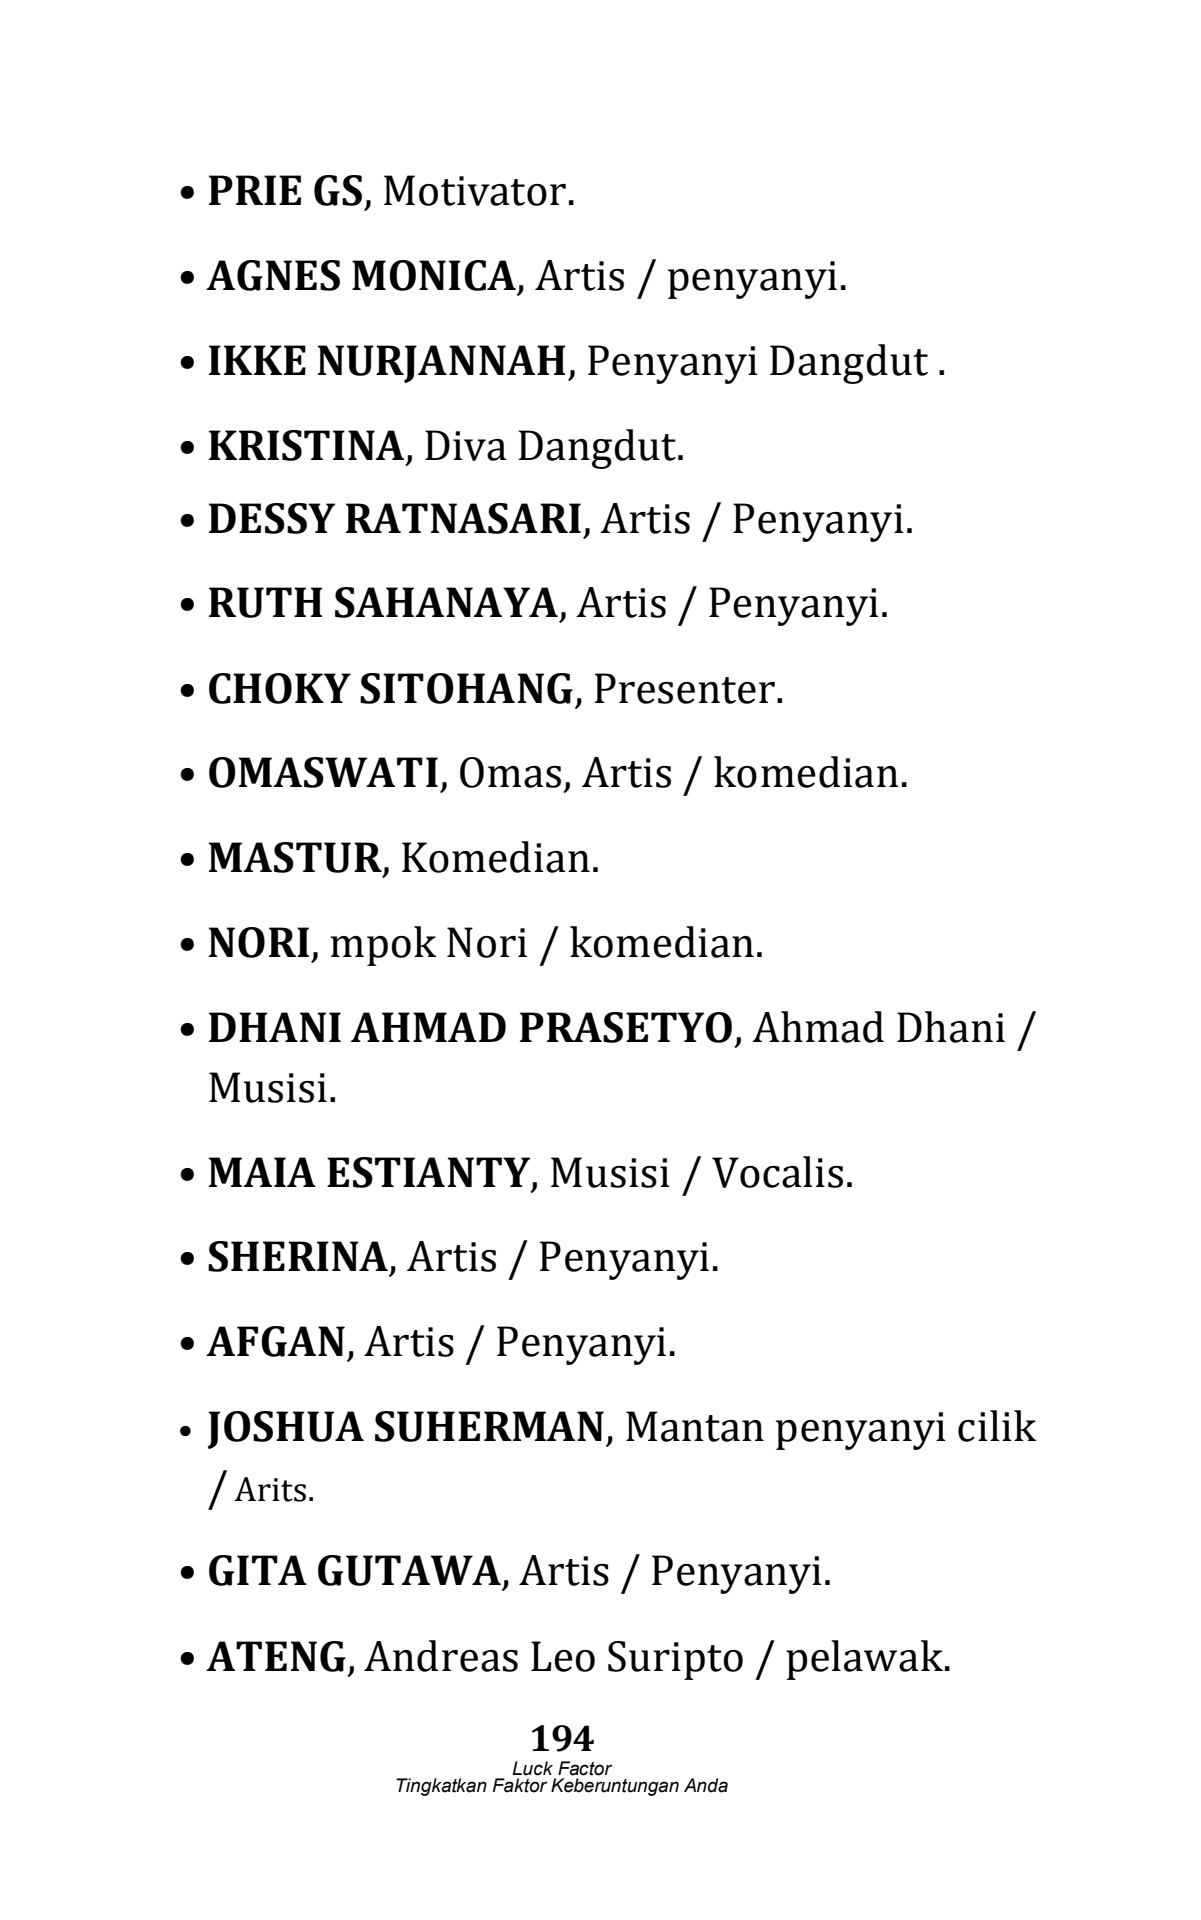 • PRIE GS, Motivator.
• AGNES MONICA, Artis / penyanyi.
• IKKE NURJANNAH, Penyanyi Dangdut .
• KRISTINA, Diva Dangdut.
• DESSY RATNASARI, Artis / Penyanyi.
• RUTH SAHANAYA, Artis / Penyanyi.
• CHOKY SITOHANG, Presenter.
• OMASWATI, Omas, Artis / komedian.
• MASTUR, Komedian.
• NORI, mpok Nori / komedian.
• DHANI AHMAD PRASETYO, Ahmad Dhani /
Musisi.
• MAIA ESTIANTY, Musisi / Vocalis.
• SHERINA, Artis / Penyanyi.
• AFGAN, Artis / Penyanyi.
• JOSHUA SUHERMAN, Mantan penyanyi cilik
/ Arits.
• GITA GUTAWA, Artis / Penyanyi.
• ATENG, Andreas Leo Suripto / pelawak.
194
Luck Factor
Tingkatkan Faktor Keberuntungan Anda